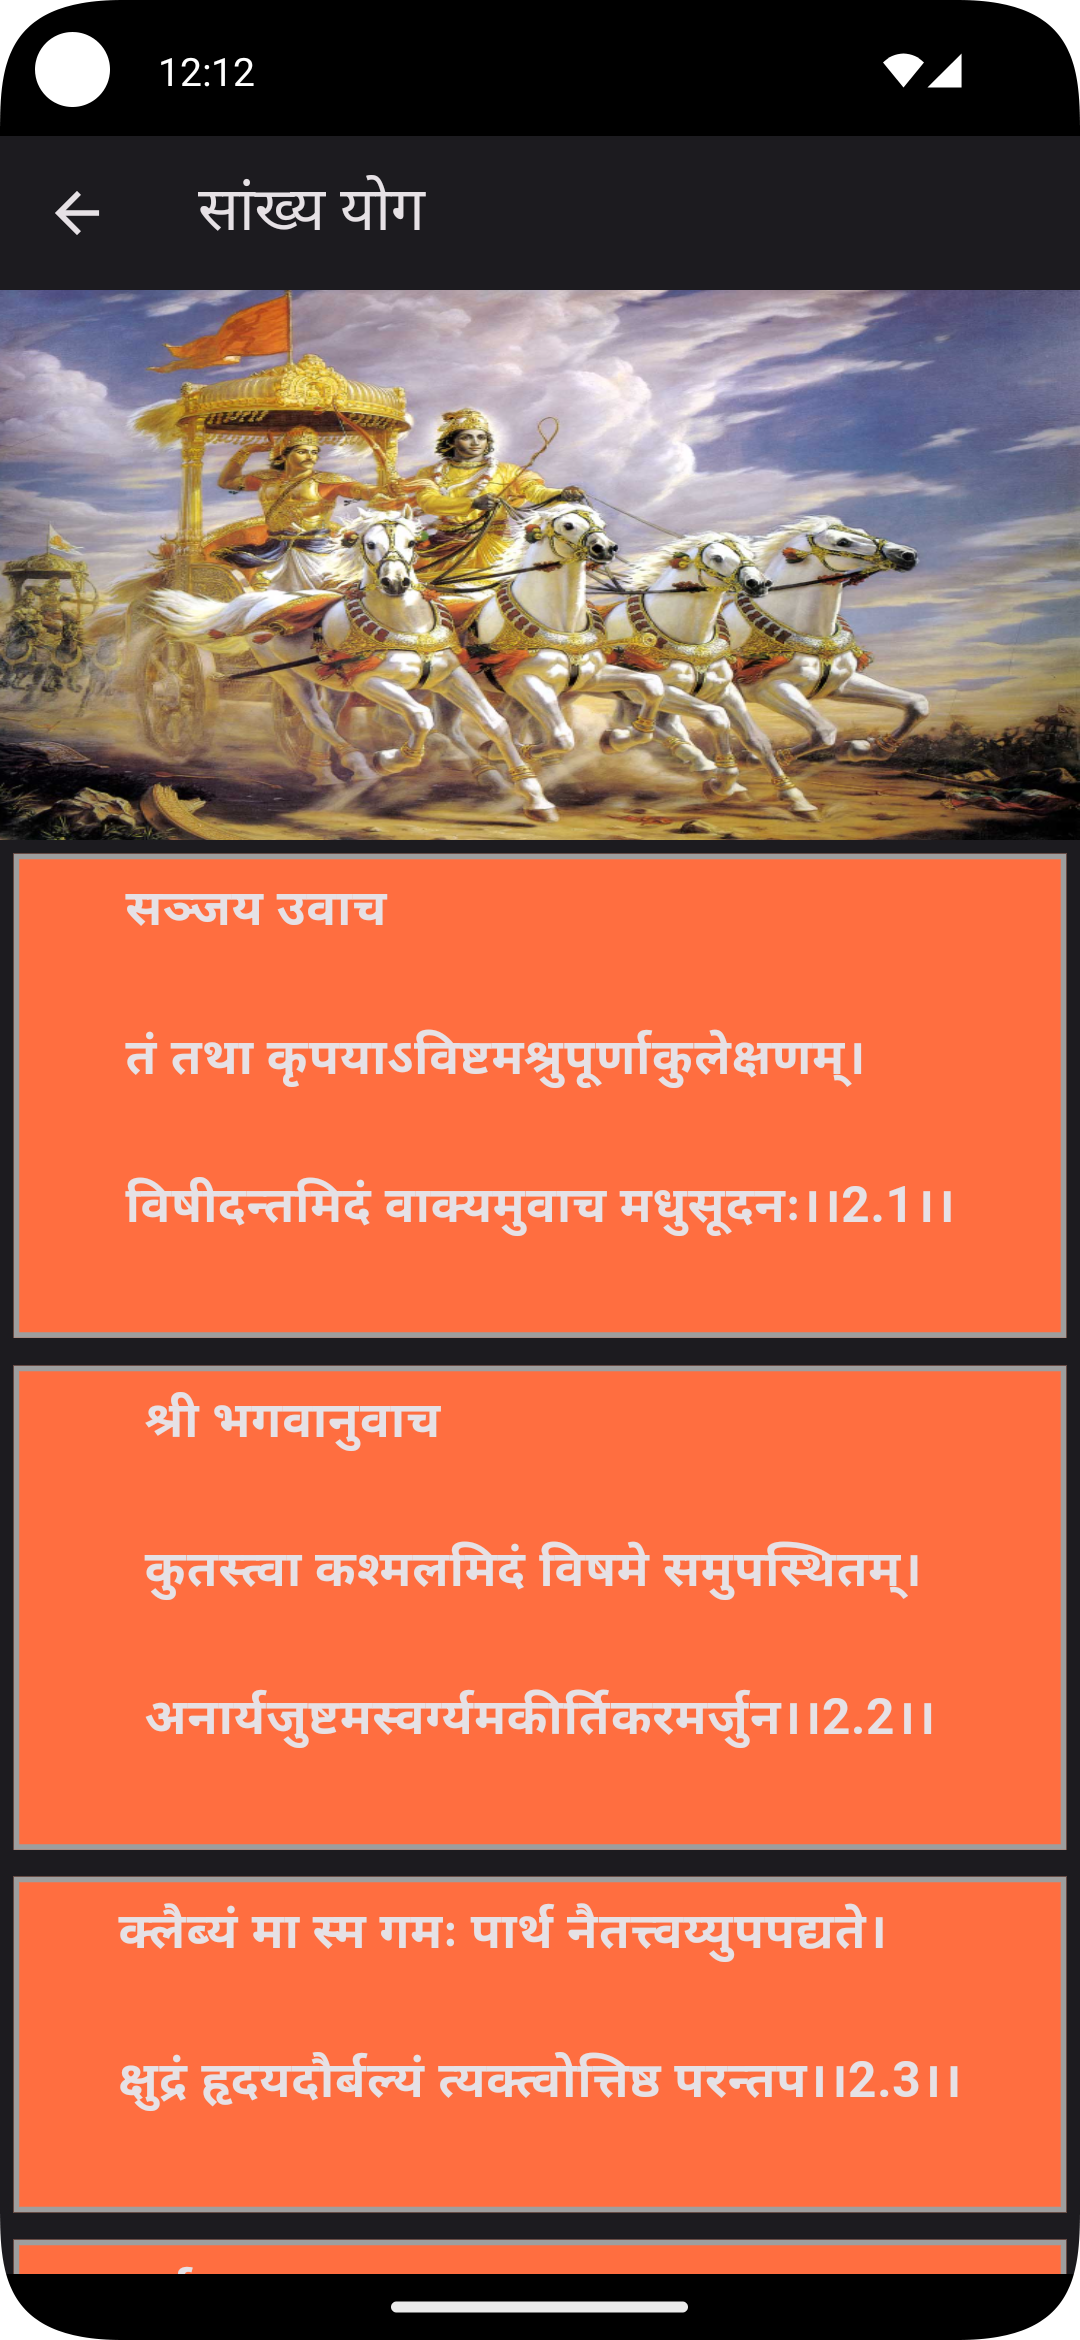 12:12
सांख्य योग
सञ्जय उवाच
तं तथा कृपयाऽविष्टमश्रुपूर्णाकुलेक्षणम्।
विषीदन्तमिदं वाक्यमुवाच मधुसूदनः।।2.1।।
श्री भगवानुवाच
कुतस्त्वा कश्मलमिदं विषमे समुपस्थितम्।
अनार्यजुष्टमस्वर्ग्यमकीर्तिकरमर्जुन।।2.2।।
क्लैब्यं मा स्म गमः पार्थ नैतत्त्वय्युपपद्यते।
क्षुद्रं हृदयदौर्बल्यं त्यक्त्वोत्तिष्ठ परन्तप।।2.3।।